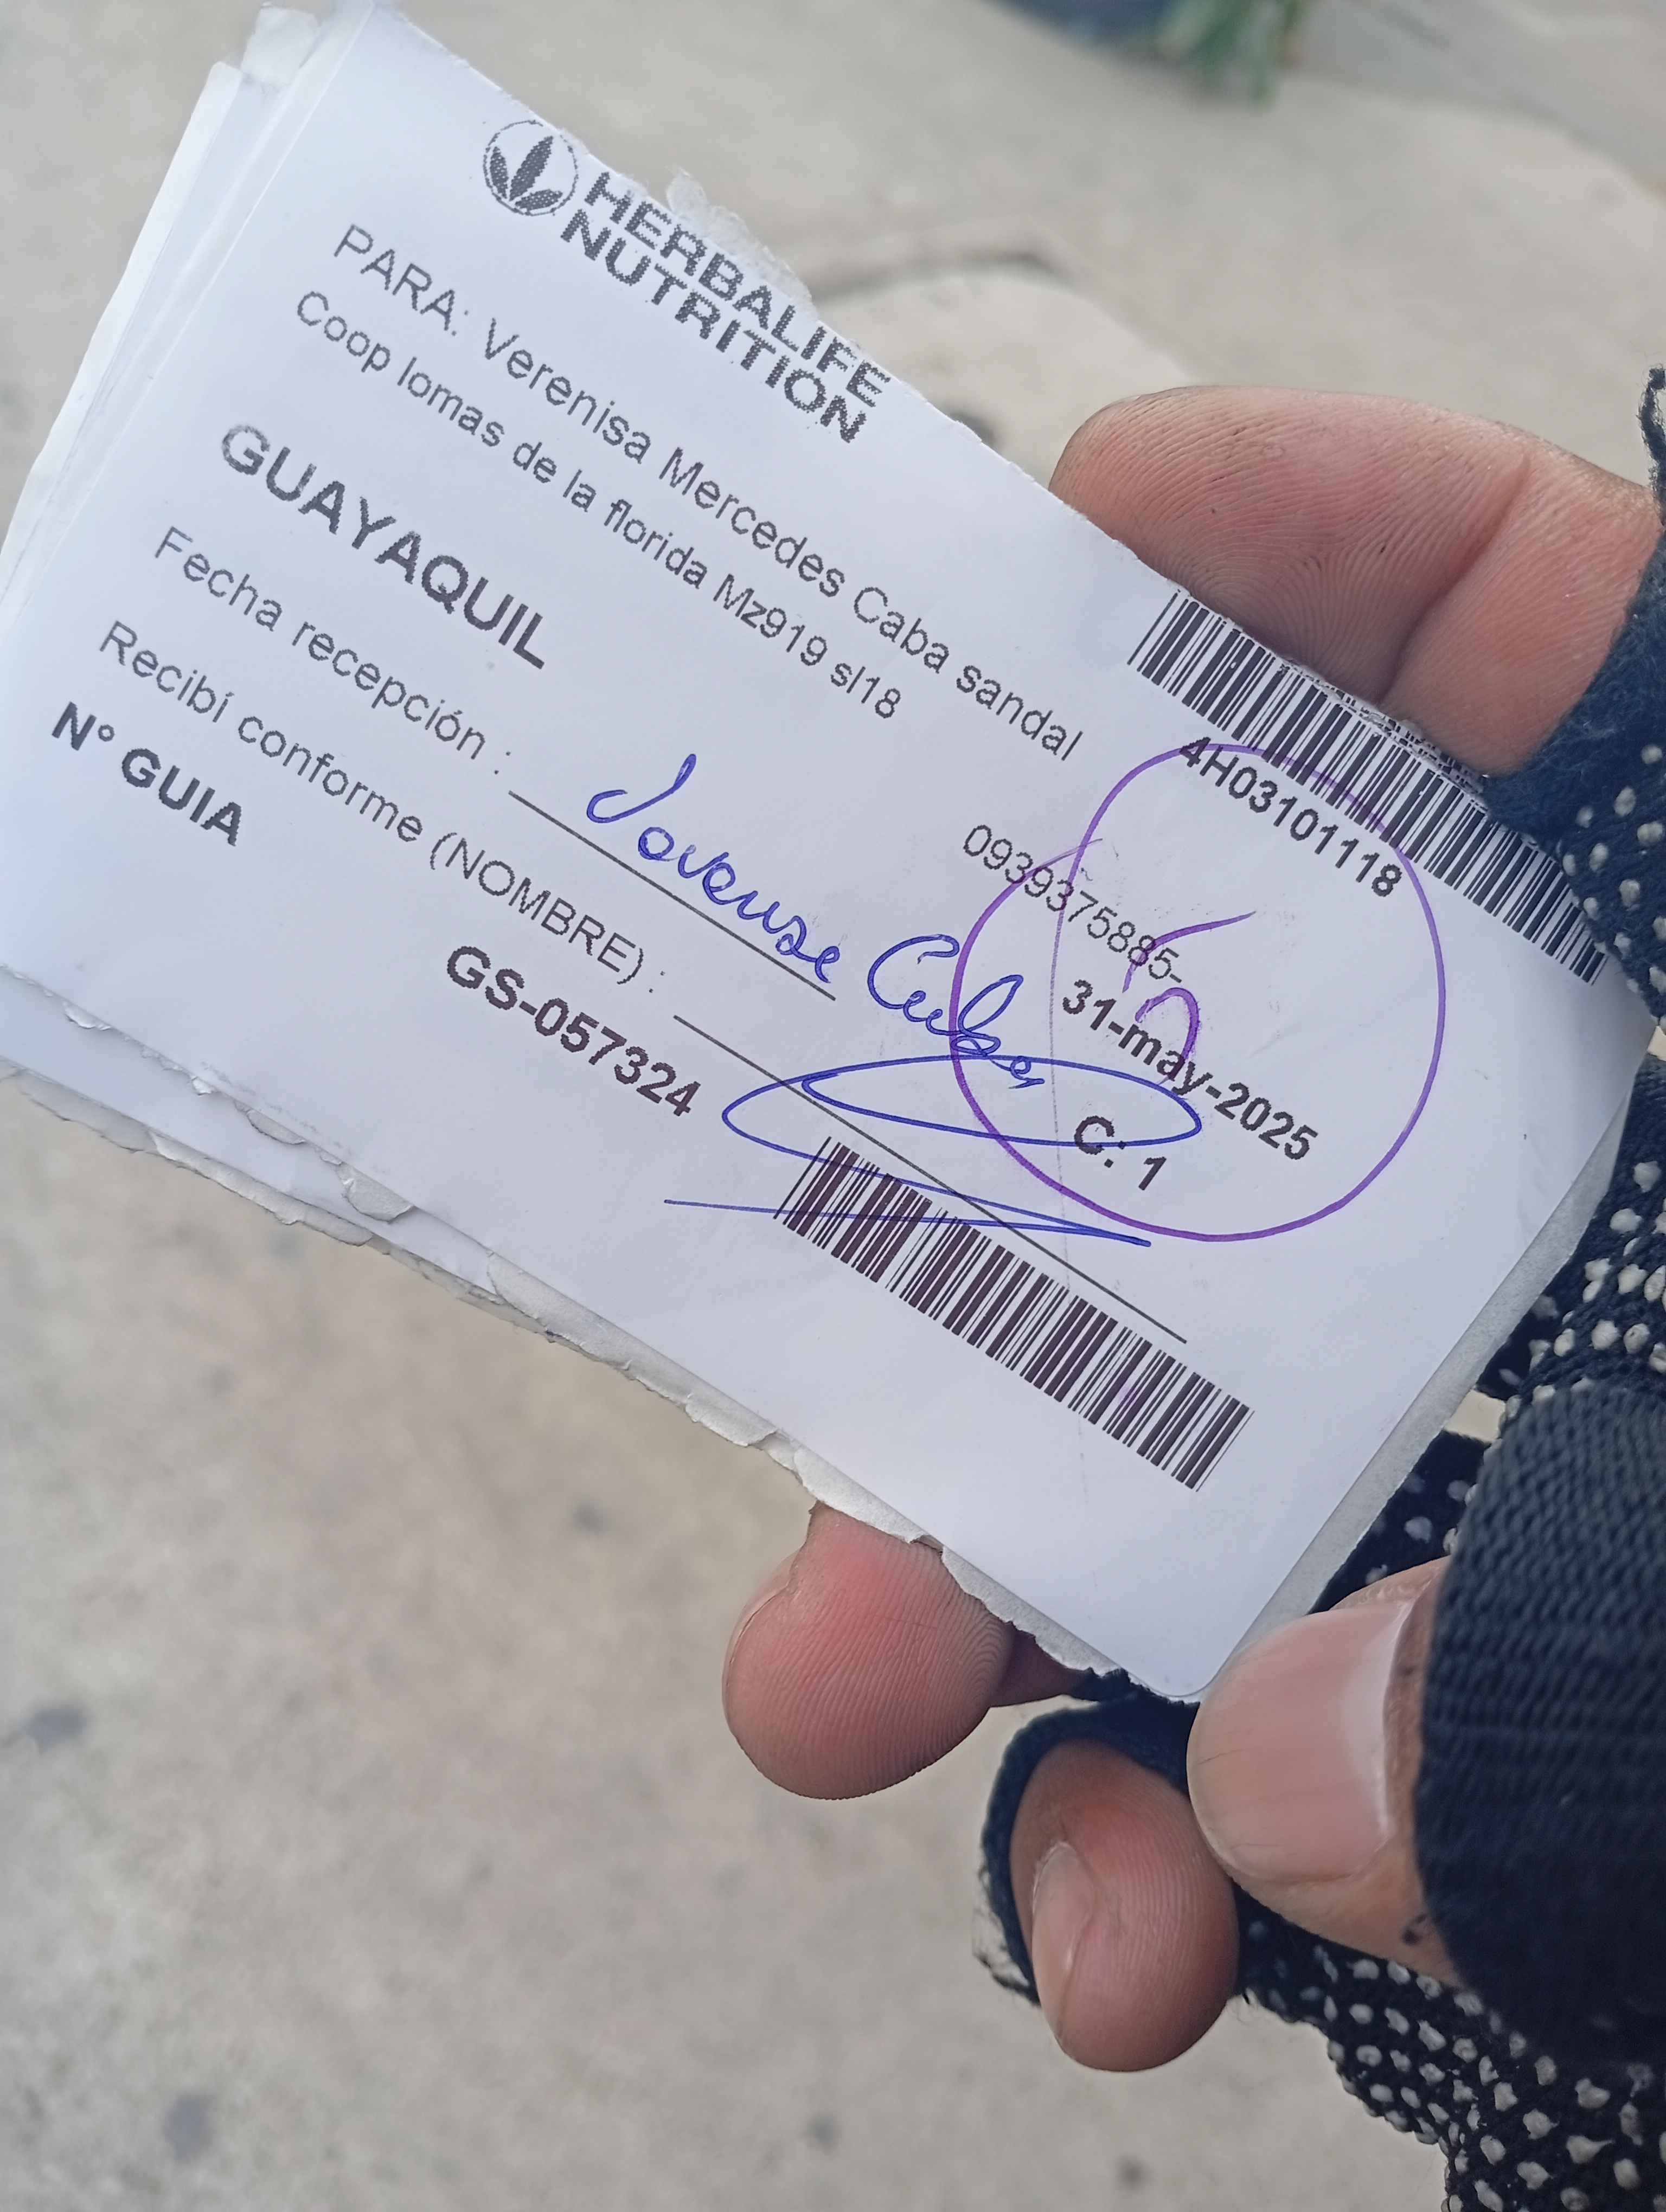 HERBALIFE
NUTRITION
4H03101118
PARA: Verenisa Mercedes Caba sandal
Coop lomas de la florida Mz919 sl18
0939375885-
GUAYAQUIL
31-may-2025
Fecha recepción :
C: 1
Recibí conforme (NOMBRE) :
N° GUIA
GS-057324